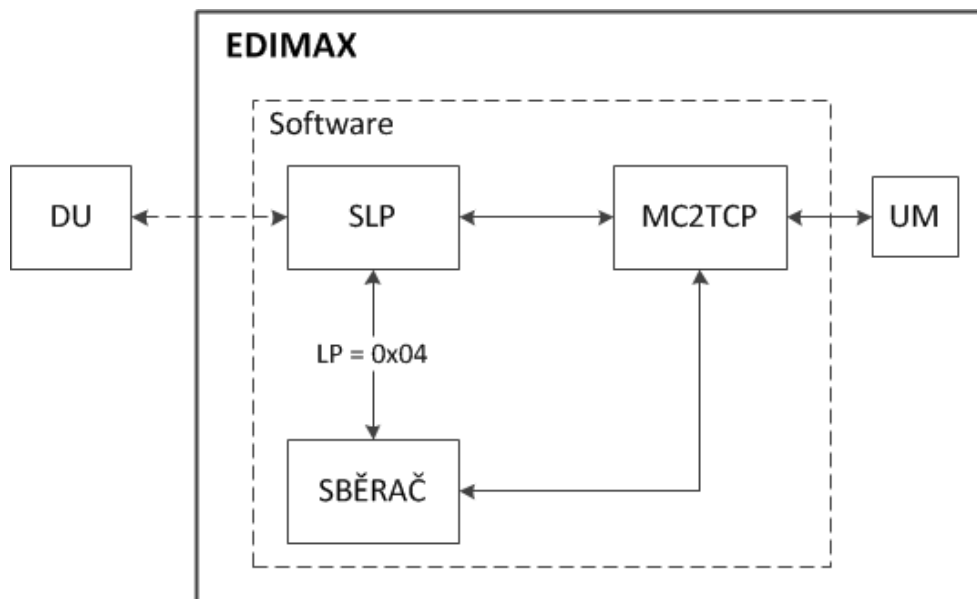 EDIMAX
Software
DU
SLP
MC2TCP
UM
LP = 0x04
SBĚRAČ